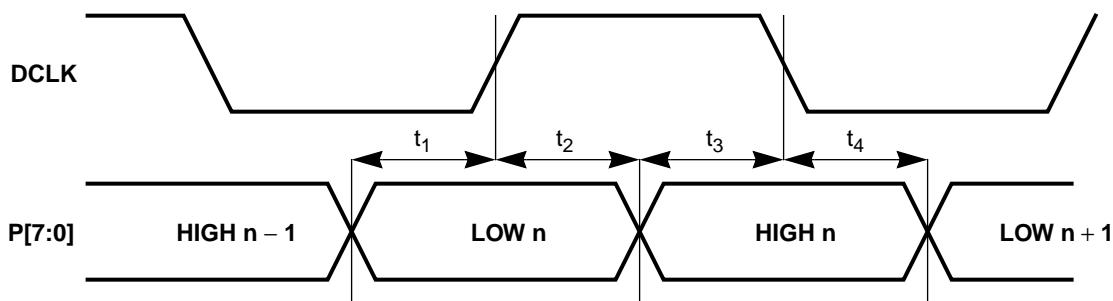 DCLK
t1 t2 t3 t4
P[7:0] HIGH n − 1 LOW n HIGH n LOW n + 1